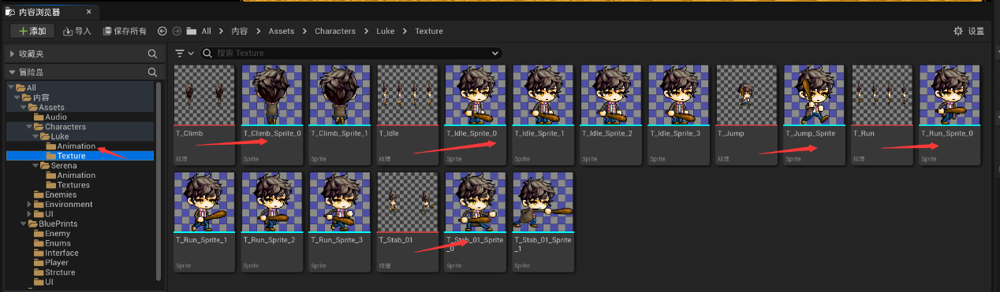 内容浏览器 ×
添加 导入 保存所有 All 内容 Assets Characters Luke Texture 设置
收藏夹
搜索 Texture
冒险岛
All
内容
Assets
Audio
Characters
Luke
Animation
Texture
Serena
Animation
Textures
Enemies
Environment
UI
BluePrints
Enemy
Enums
Interface
Player
Strcture
UI
T_Climb
纹理
T_Climb_Sprite_0
Sprite
T_Climb_Sprite_1
Sprite
T_Idle
纹理
T_Idle_Sprite_0
Sprite
T_Idle_Sprite_1
Sprite
T_Idle_Sprite_2
Sprite
T_Idle_Sprite_3
Sprite
T_Jump
纹理
T_Jump_Sprite
Sprite
T_Run
纹理
T_Run_Sprite_0
Sprite
T_Run_Sprite_1
Sprite
T_Run_Sprite_2
Sprite
T_Run_Sprite_3
Sprite
T_Stab_01
纹理
T_Stab_01_Sprite
_0
Sprite
T_Stab_01_Sprite
_1
Sprite